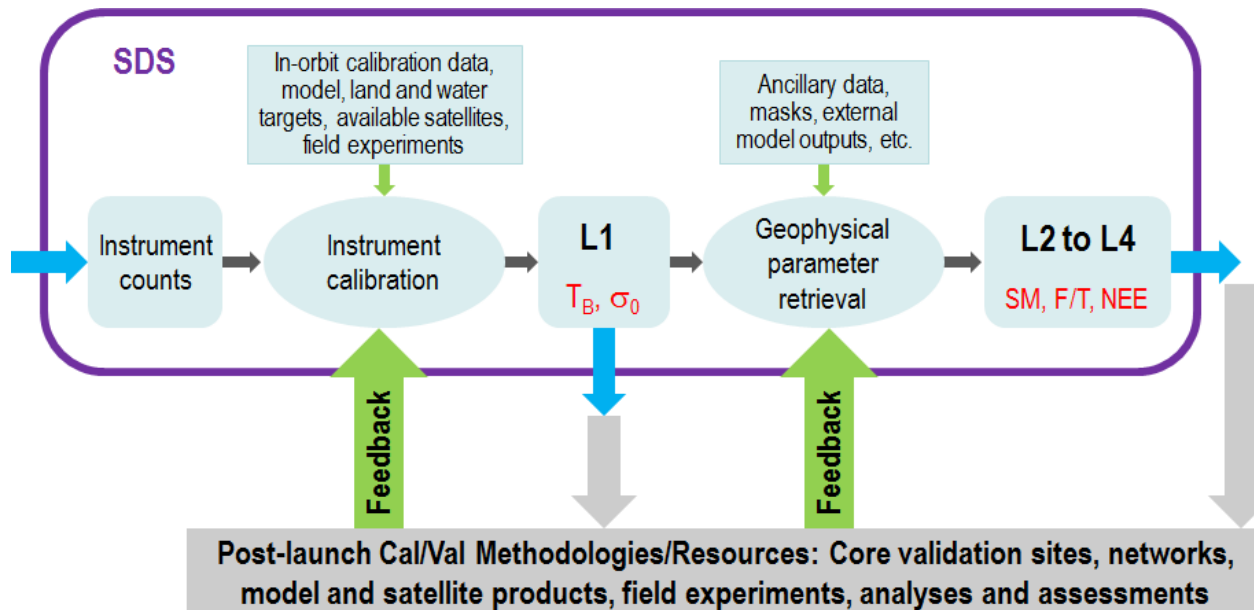 SDS
In-orbit calibration data,
model, land and water
targets, available satellites,
field experiments
Ancillary data,
masks, external
model outputs, etc.
Instrument
counts
Instrument
calibration
L1
T_B, σ_0
Geophysical
parameter
retrieval
L2 to L4
SM, F/T, NEE
Feedback
Feedback
Post-launch Cal/Val Methodologies/Resources: Core validation sites, networks,
model and satellite products, field experiments, analyses and assessments